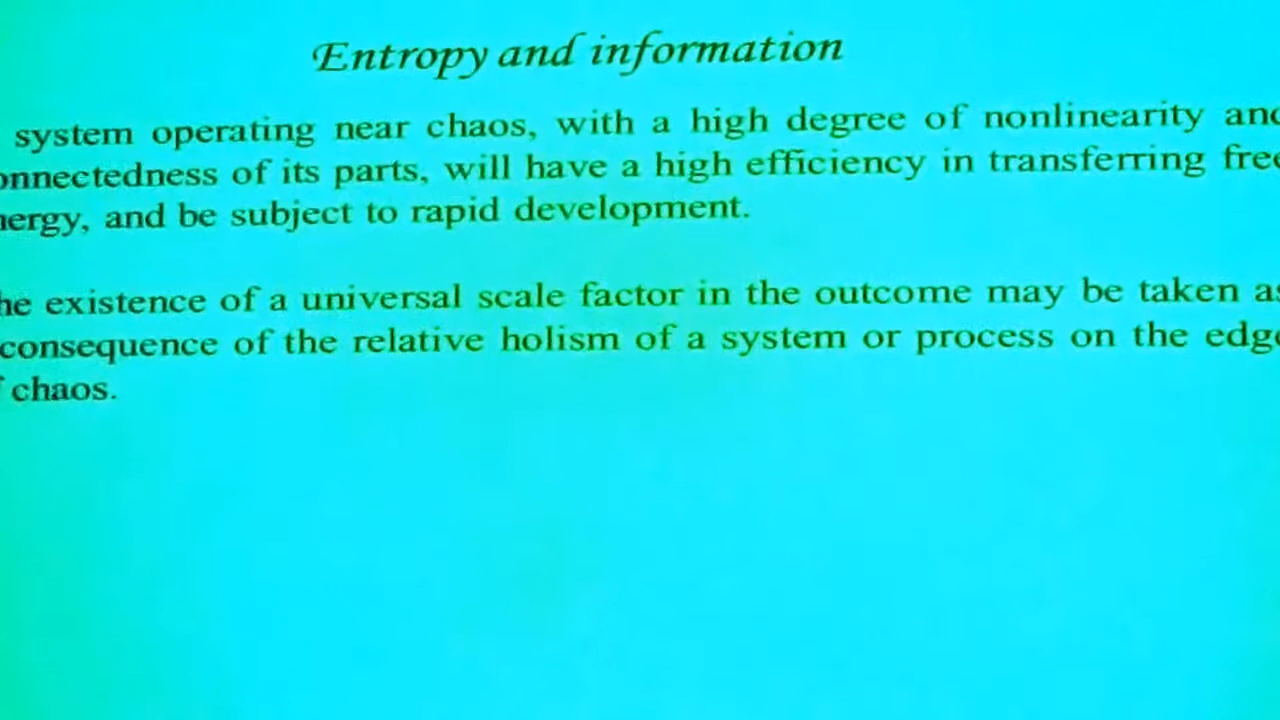 Entropy and information
system operating near chaos, with a high degree of nonlinearity and
onnectedness of its parts, will have a high efficiency in transferring free
nergy, and be subject to rapid development.
he existence of a universal scale factor in the outcome may be taken as
consequence of the relative holism of a system or process on the edge
f chaos.